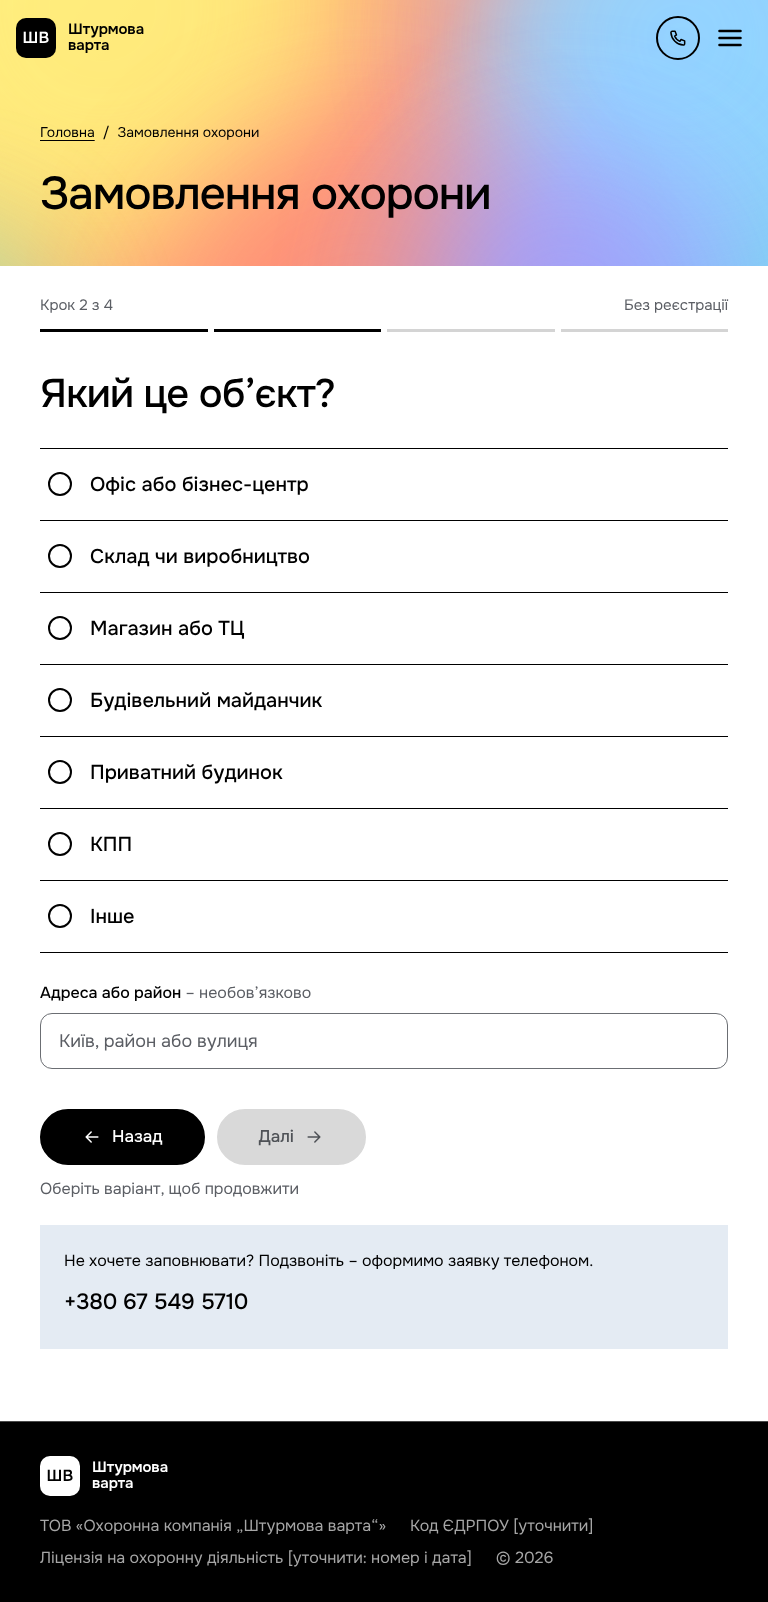 ШВ
Штурмова
варта
Головна / Замовлення охорони
Замовлення охорони
Крок 2 з 4
Без реєстрації
Який це об’єкт?
Офіс або бізнес-центр
Склад чи виробництво
Магазин або ТЦ
Будівельний майданчик
Приватний будинок
КПП
Інше
Адреса або район – необов’язково
Київ, район або вулиця
← Назад
Далі →
Оберіть варіант, щоб продовжити
Не хочете заповнювати? Подзвоніть – оформимо заявку телефоном.
+380 67 549 5710
ШВ
Штурмова
варта
ТОВ «Охоронна компанія „Штурмова варта“» Код ЄДРПОУ [уточнити]
Ліцензія на охоронну діяльність [уточнити: номер і дата] © 2026